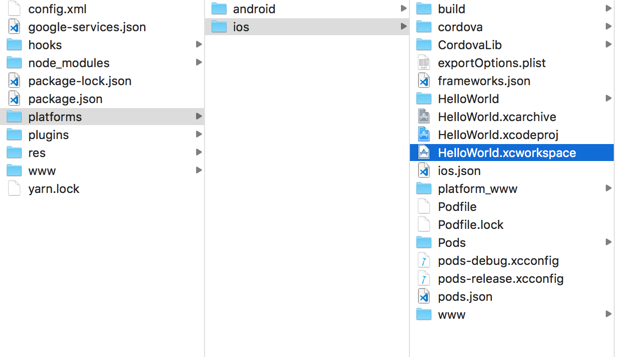 config.xml
google-services.json
hooks
node_modules
package-lock.json
package.json
platforms
plugins
res
www
yarn.lock
android
ios
build
cordova
CordovaLib
exportOptions.plist
frameworks.json
HelloWorld
HelloWorld.xcarchive
HelloWorld.xcodeproj
HelloWorld.xcworkspace
ios.json
platform_www
Podfile
Podfile.lock
Pods
pods-debug.xcconfig
pods-release.xcconfig
pods.json
www